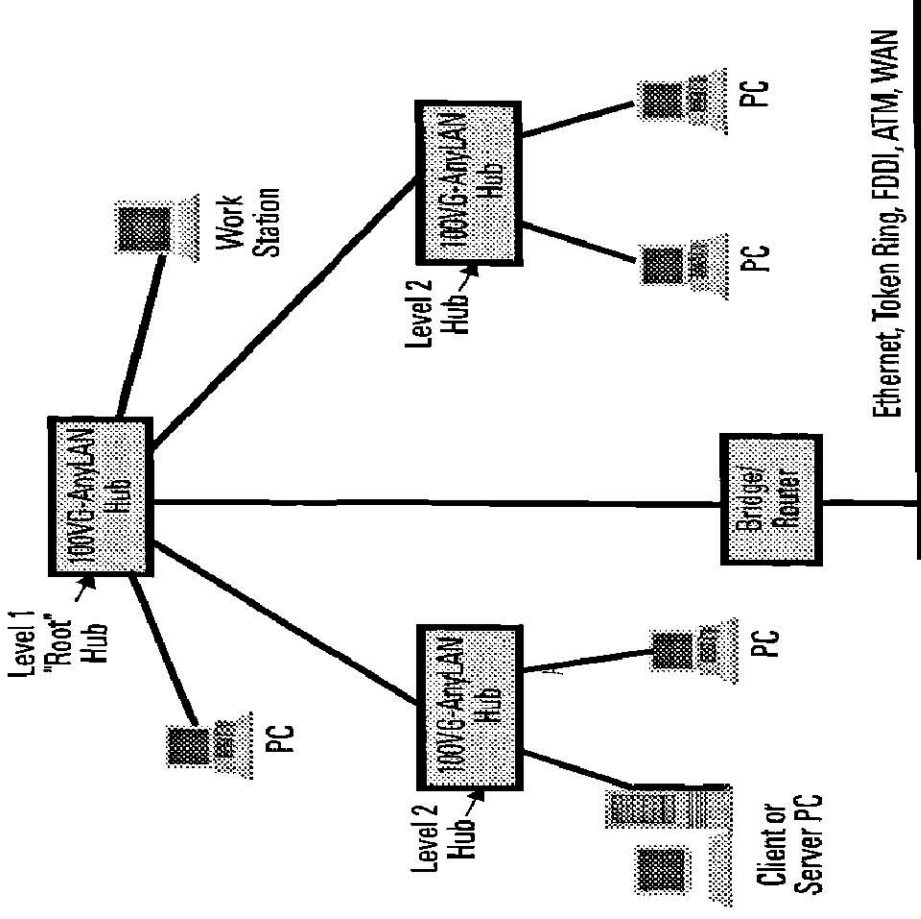 Level 1
"Root"
Hub
100VG-AnyLAN
Hub
PC
Work
Station
Level 2
Hub
100VG-AnyLAN
Hub
Level 2
Hub
100VG-AnyLAN
Hub
Client or
Server PC
PC
Bridge/
Router
PC
PC
Ethernet, Token Ring, FDDI, ATM, WAN